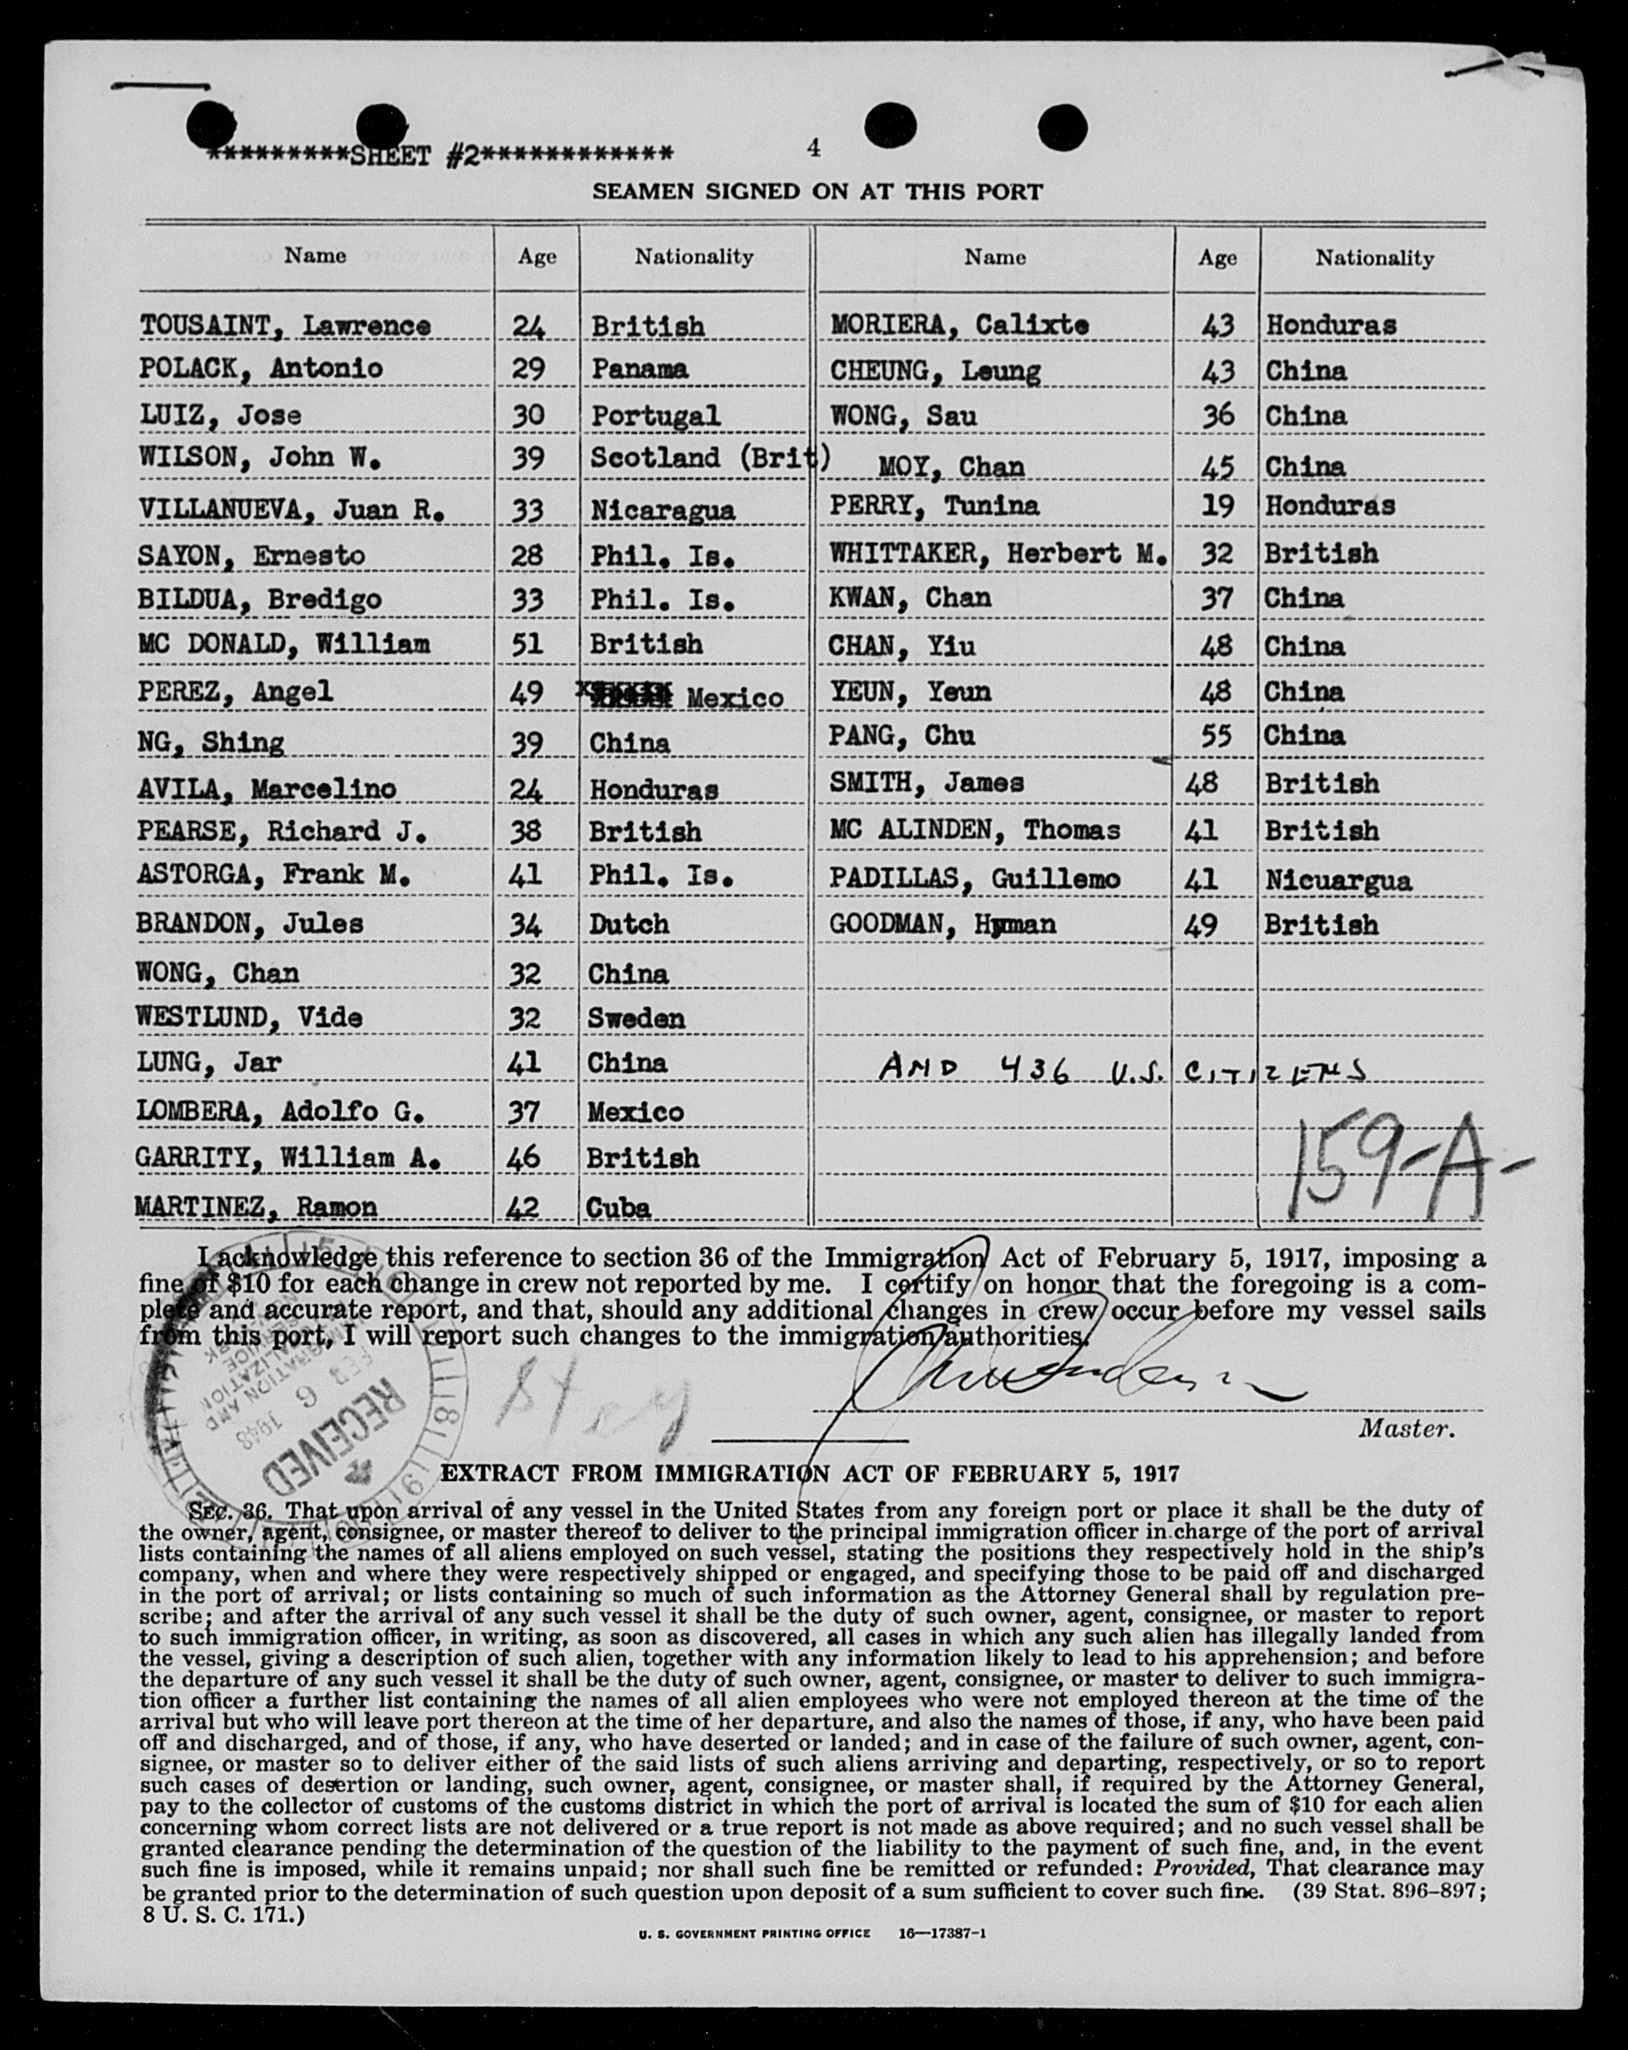 *********SHEET #2************ 4
SEAMEN SIGNED ON AT THIS PORT
Name Age Nationality Name Age Nationality
TOUSAINT, Lawrence 24 British MORIERA, Calixte 43 Honduras
POLACK, Antonio 29 Panama CHEUNG, Leung 43 China
LUIZ, Jose 30 Portugal WONG, Sau 36 China
WILSON, John W. 39 Scotland (Brit) MOY, Chan 45 China
VILLANUEVA, Juan R. 33 Nicaragua PERRY, Tunina 19 Honduras
SAYON, Ernesto 28 Phil. Is. WHITTAKER, Herbert M. 32 British
BILDUA, Bredigo 33 Phil. Is. KWAN, Chan 37 China
MC DONALD, William 51 British CHAN, Yiu 48 China
PEREZ, Angel 49 Mexico YEUN, Yeun 48 China
NG, Shing 39 China PANG, Chu 55 China
AVILA, Marcelino 24 Honduras SMITH, James 48 British
PEARSE, Richard J. 38 British MC ALINDEN, Thomas 41 British
ASTORGA, Frank M. 41 Phil. Is. PADILLAS, Guillemo 41 Nicuargua
BRANDON, Jules 34 Dutch GOODMAN, Hyman 49 British
WONG, Chan 32 China
WESTLUND, Vide 32 Sweden
LUNG, Jar 41 China AND 436 U.S. CITIZENS
LOMBERA, Adolfo G. 37 Mexico
GARRITY, William A. 46 British 159-A-
MARTINEZ, Ramon 42 Cuba
I acknowledge this reference to section 36 of the Immigration Act of February 5, 1917, imposing a
fine of $10 for each change in crew not reported by me. I certify on honor that the foregoing is a com-
plete and accurate report, and that, should any additional changes in crew occur before my vessel sails
from this port, I will report such changes to the immigration authorities.
RECEIVED
FEB 6 1948
IMMIGRATION AND
NATURALIZATION
SERVICE
Master.
EXTRACT FROM IMMIGRATION ACT OF FEBRUARY 5, 1917
SEC. 36. That upon arrival of any vessel in the United States from any foreign port or place it shall be the duty of
the owner, agent, consignee, or master thereof to deliver to the principal immigration officer in charge of the port of arrival
lists containing the names of all aliens employed on such vessel, stating the positions they respectively hold in the ship's
company, when and where they were respectively shipped or engaged, and specifying those to be paid off and discharged
in the port of arrival; or lists containing so much of such information as the Attorney General shall by regulation pre-
scribe; and after the arrival of any such vessel it shall be the duty of such owner, agent, consignee, or master to report
to such immigration officer, in writing, as soon as discovered, all cases in which any such alien has illegally landed from
the vessel, giving a description of such alien, together with any information likely to lead to his apprehension; and before
the departure of any such vessel it shall be the duty of such owner, agent, consignee, or master to deliver to such immigra-
tion officer a further list containing the names of all alien employees who were not employed thereon at the time of the
arrival but who will leave port thereon at the time of her departure, and also the names of those, if any, who have been paid
off and discharged, and of those, if any, who have deserted or landed; and in case of the failure of such owner, agent, con-
signee, or master so to deliver either of the said lists of such aliens arriving and departing, respectively, or so to report
such cases of desertion or landing, such owner, agent, consignee, or master shall, if required by the Attorney General,
pay to the collector of customs of the customs district in which the port of arrival is located the sum of $10 for each alien
concerning whom correct lists are not delivered or a true report is not made as above required; and no such vessel shall be
granted clearance pending the determination of the question of the liability to the payment of such fine, and, in the event
such fine is imposed, while it remains unpaid; nor shall such fine be remitted or refunded: Provided, That clearance may
be granted prior to the determination of such question upon deposit of a sum sufficient to cover such fine. (39 Stat. 896–897;
8 U. S. C. 171.)
U. S. GOVERNMENT PRINTING OFFICE 16—17387-1